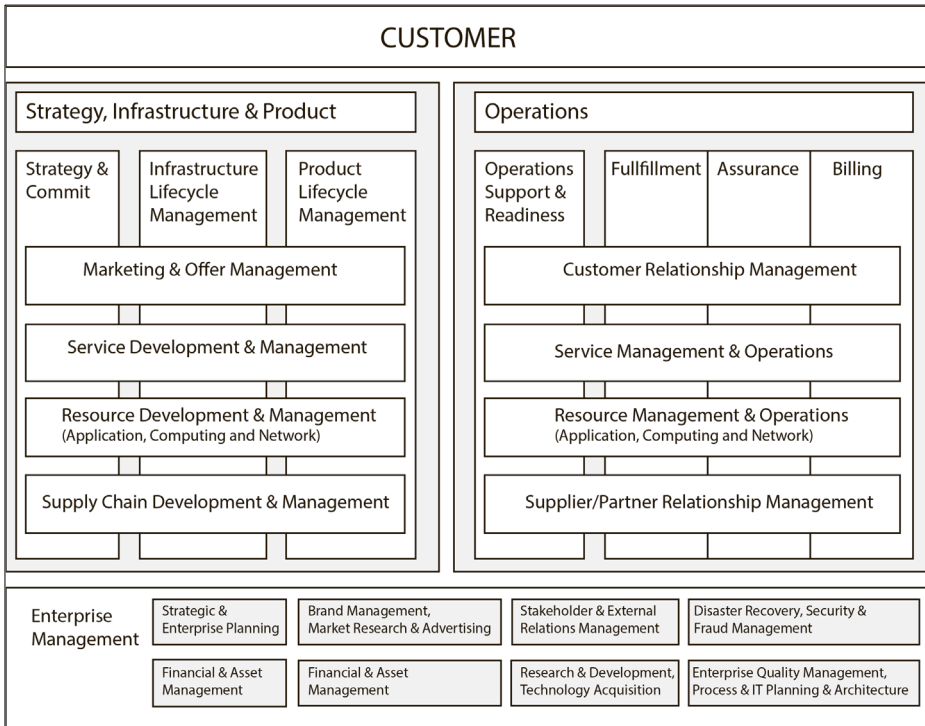 CUSTOMER
Strategy, Infrastructure & Product
Strategy &
Commit
Infrastructure
Lifecycle
Management
Product
Lifecycle
Management
Marketing & Offer Management
Service Development & Management
Resource Development & Management
(Application, Computing and Network)
Supply Chain Development & Management
Operations
Operations
Support &
Readiness
Fullfillment
Assurance
Billing
Customer Relationship Management
Service Management & Operations
Resource Management & Operations
(Application, Computing and Network)
Supplier/Partner Relationship Management
Enterprise
Management
Strategic &
Enterprise Planning
Brand Management,
Market Research & Advertising
Stakeholder & External
Relations Management
Disaster Recovery, Security &
Fraud Management
Financial & Asset
Management
Financial & Asset
Management
Research & Development,
Technology Acquisition
Enterprise Quality Management,
Process & IT Planning & Architecture